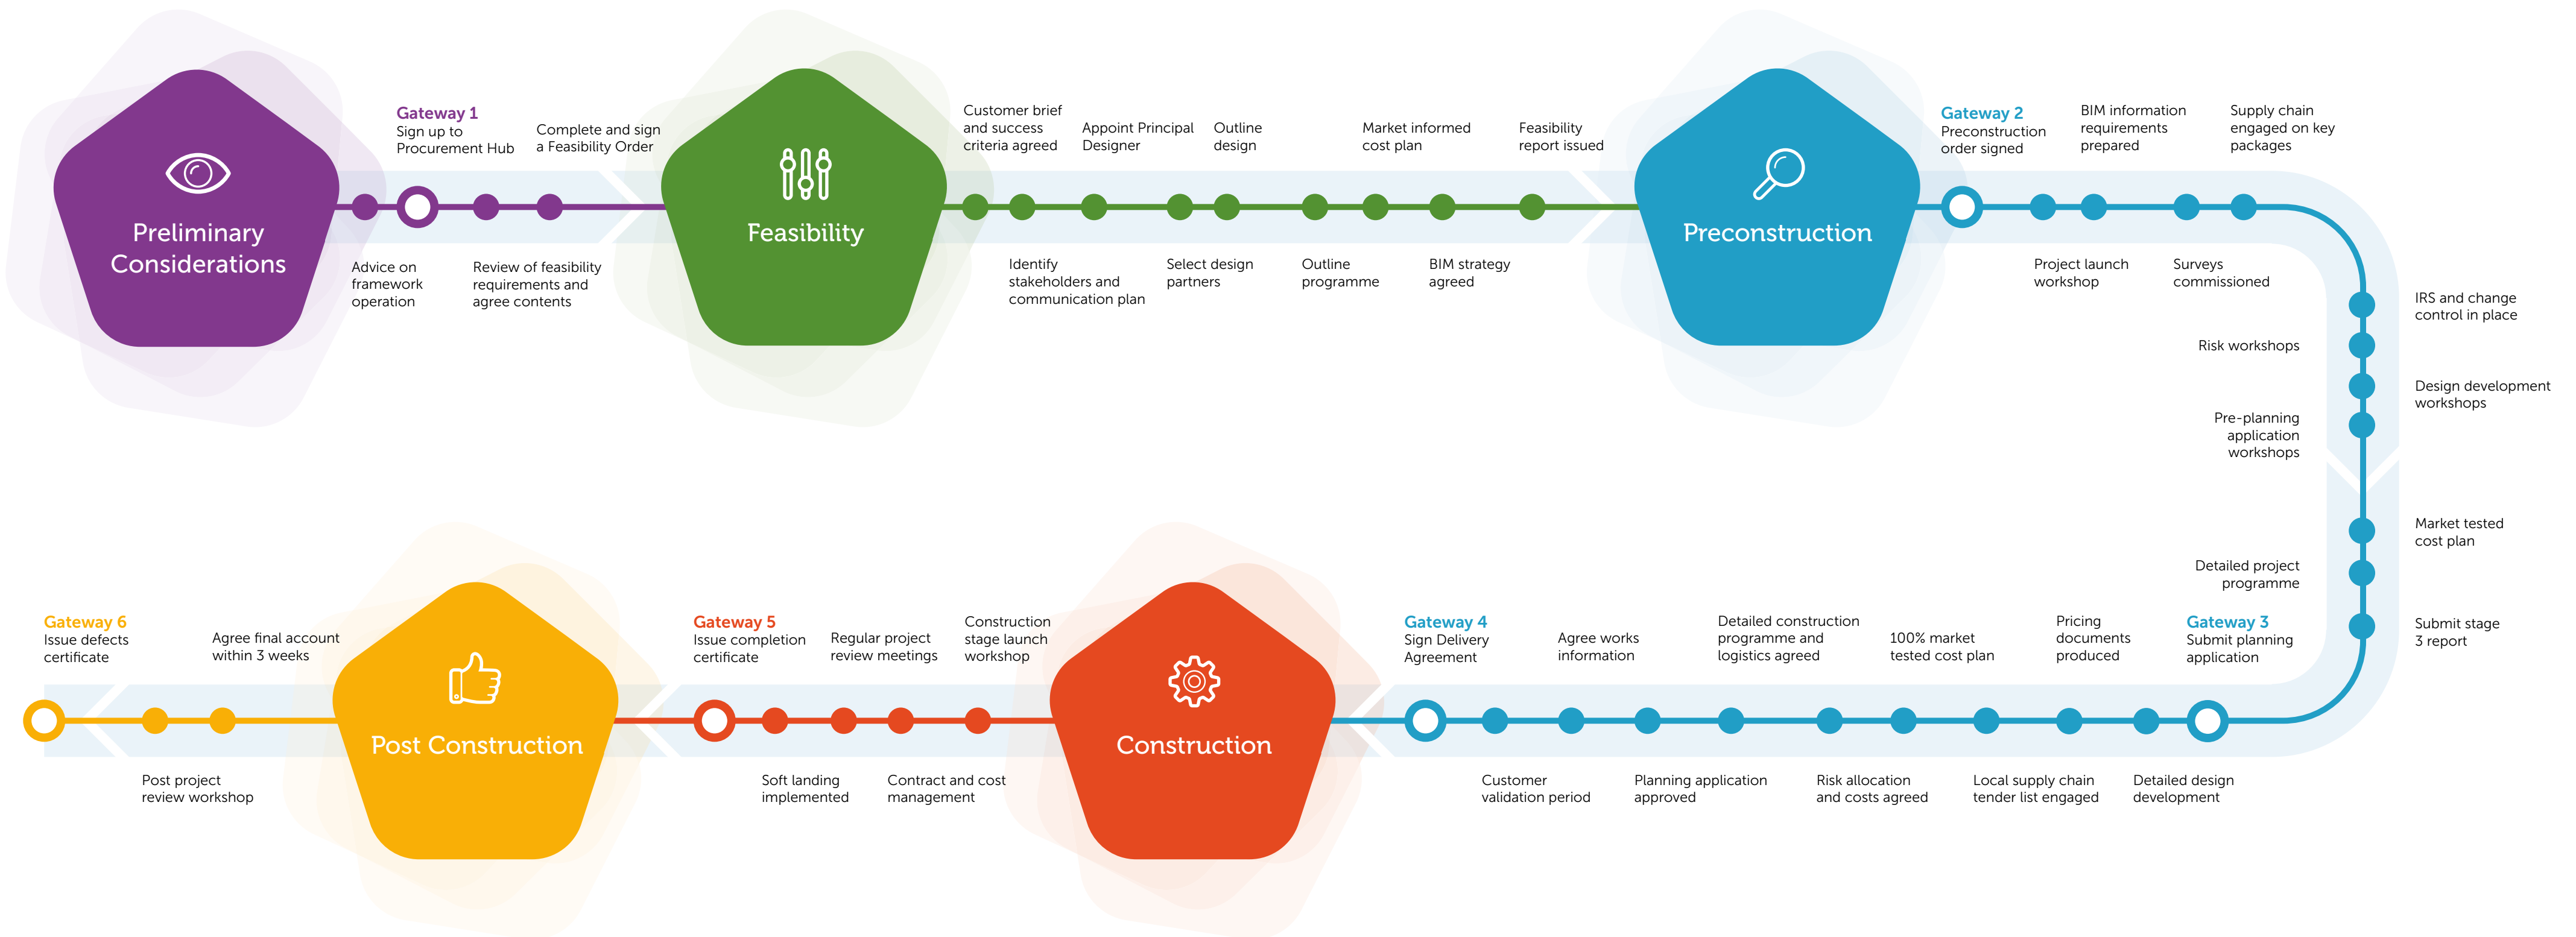 Preliminary
Considerations
Advice on
framework
operation
Gateway 1
Sign up to
Procurement Hub
Review of feasibility
requirements and
agree contents
Complete and sign
a Feasibility Order
Feasibility
Customer brief
and success
criteria agreed
Identify
stakeholders and
communication plan
Appoint Principal
Designer
Select design
partners
Outline
design
Outline
programme
Market informed
cost plan
BIM strategy
agreed
Feasibility
report issued
Preconstruction
Gateway 2
Preconstruction
order signed
Project launch
workshop
BIM information
requirements
prepared
Surveys
commissioned
Supply chain
engaged on key
packages
IRS and change
control in place
Risk workshops
Design development
workshops
Pre-planning
application
workshops
Market tested
cost plan
Detailed project
programme
Submit stage
3 report
Gateway 3
Submit planning
application
Detailed design
development
Pricing
documents
produced
Local supply chain
tender list engaged
100% market
tested cost plan
Risk allocation
and costs agreed
Detailed construction
programme and
logistics agreed
Planning application
approved
Agree works
information
Customer
validation period
Gateway 4
Sign Delivery
Agreement
Construction
Construction
stage launch
workshop
Contract and cost
management
Regular project
review meetings
Soft landing
implemented
Gateway 5
Issue completion
certificate
Post Construction
Agree final account
within 3 weeks
Post project
review workshop
Gateway 6
Issue defects
certificate